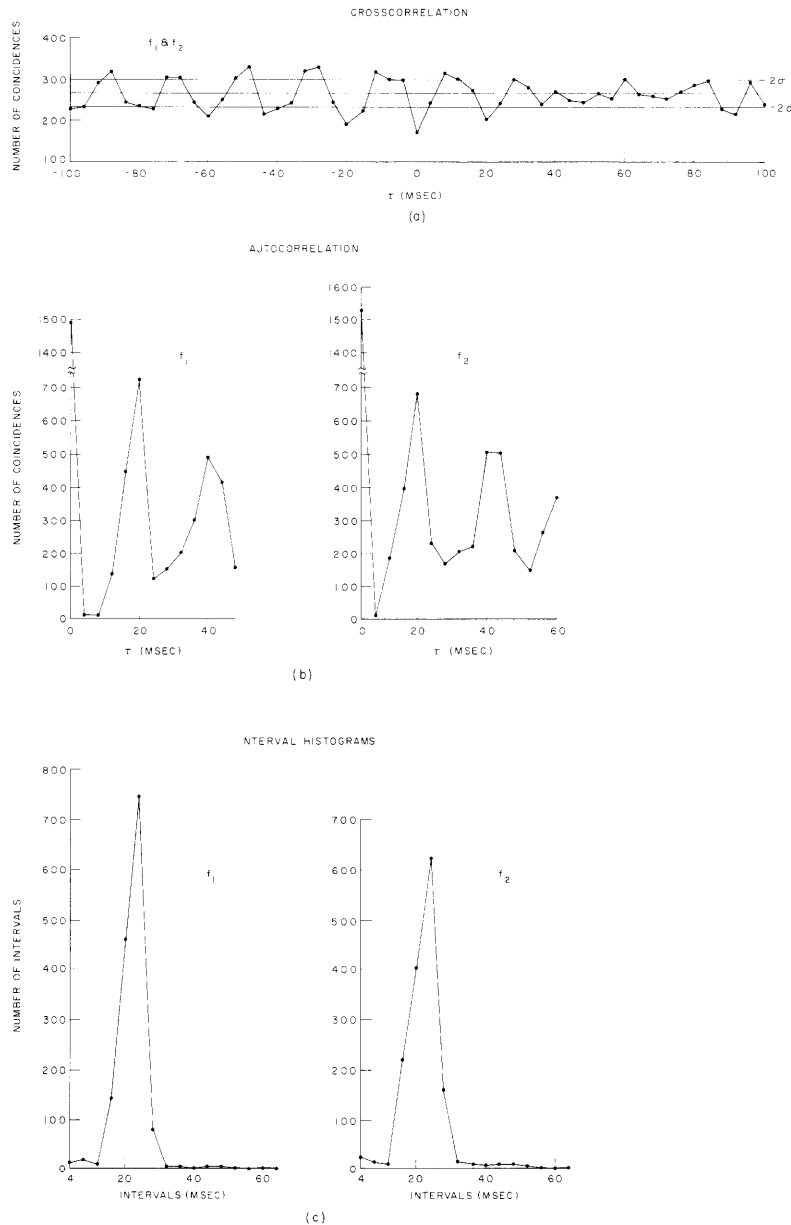 CROSSCORRELATION
NUMBER OF COINCIDENCES
400
300
200
100
f1 & f2
2σ
-2σ
-100 -80 -60 -40 -20 0 20 40 60 80 100
τ (MSEC)
(a)
AUTOCORRELATION
NUMBER OF COINCIDENCES
1500
1400
700
600
500
400
300
200
100
0
f1
0 20 40
τ (MSEC)
1600
1500
1400
700
600
500
400
300
200
100
0
f2
0 20 40 60
τ (MSEC)
(b)
NTERVAL HISTOGRAMS
NUMBER OF INTERVALS
800
700
600
500
400
300
200
100
0
f1
4 20 40 60
INTERVALS (MSEC)
700
600
500
400
300
200
100
0
f2
4 20 40 60
INTERVALS (MSEC)
(c)